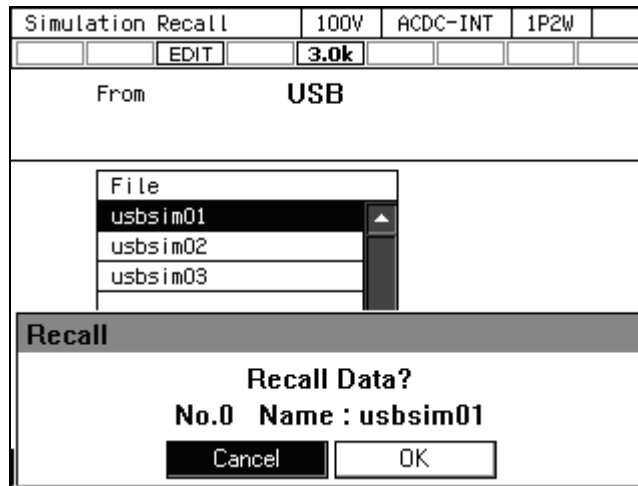 Simulation Recall 100V ACDC-INT 1P2W
EDIT 3.0k
From USB
File
usbsim01
usbsim02
usbsim03
Recall
Recall Data?
No.0 Name : usbsim01
Cancel OK